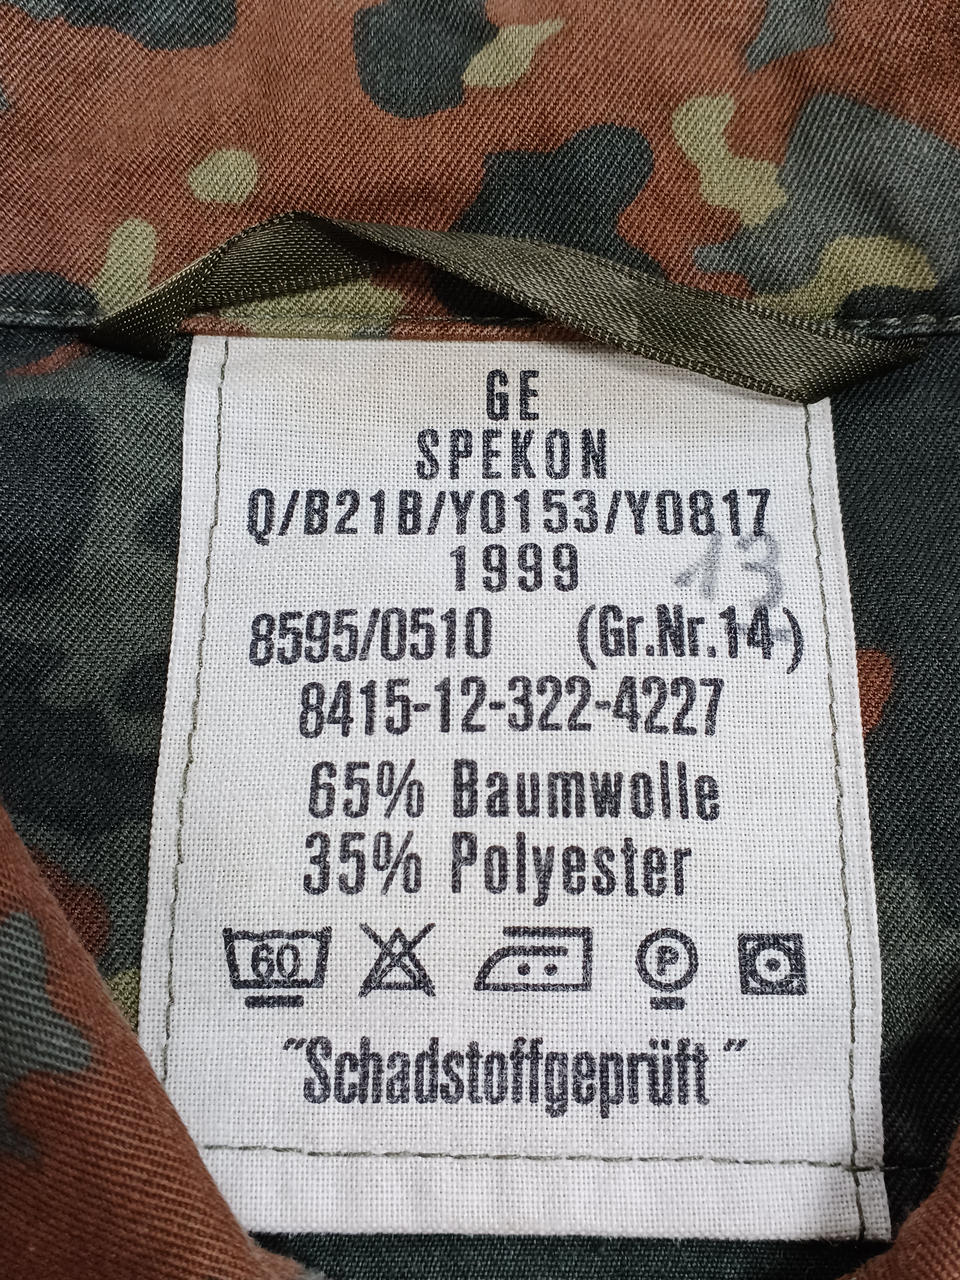 GE
SPEKON
Q/B21B/Y0153/Y0817
1999
13
8595/0510 (Gr.Nr.14)
8415-12-322-4227
65% Baumwolle
35% Polyester
60 P
"Schadstoffgeprüft"